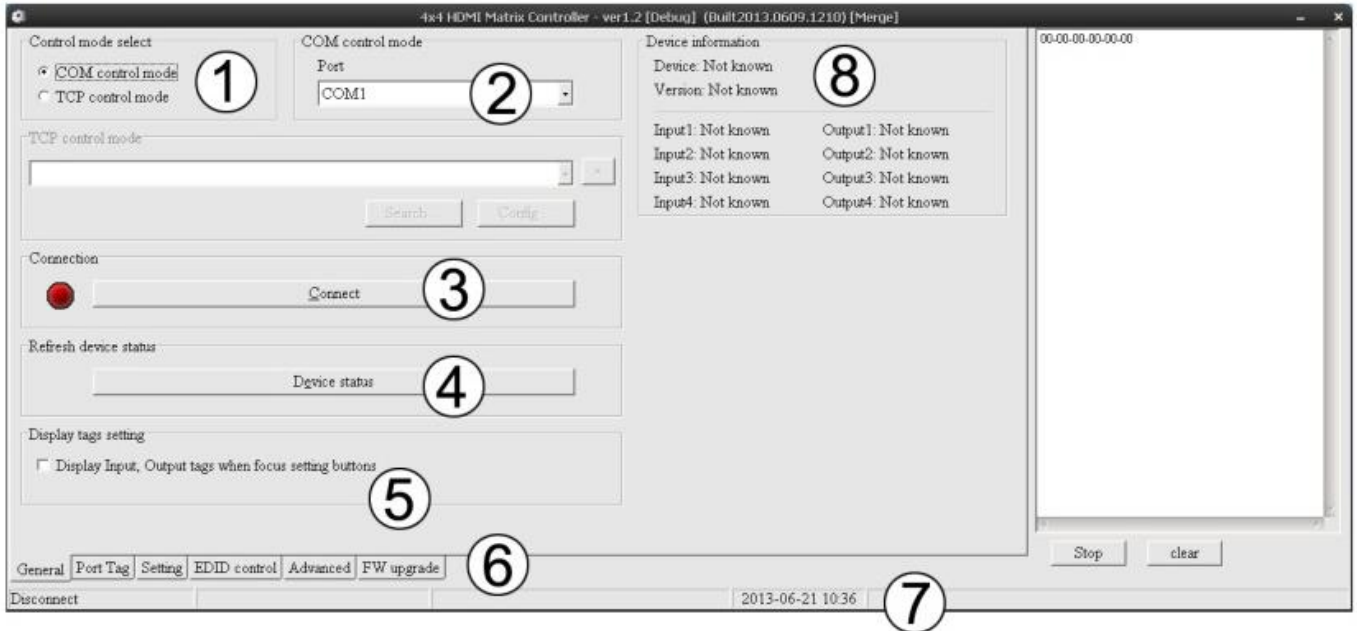 4x4 HDMI Matrix Controller - ver1.2 [Debug] (Built2013.0609.1210) [Merge]
Control mode select
COM control mode
TCP control mode
1
COM control mode
Port
COM1
2
TCP control mode
Search...
Config...
Connection
Connect
3
Refresh device status
Device status
4
Display tags setting
Display Input, Output tags when focus setting buttons
5
Device information
Device: Not known
Version: Not known
8
Input1: Not known Output1: Not known
Input2: Not known Output2: Not known
Input3: Not known Output3: Not known
Input4: Not known Output4: Not known
00-00-00-00-00-00
Stop clear
General Port Tag Setting EDID control Advanced FW upgrade
6
Disconnect 2013-06-21 10:36
7